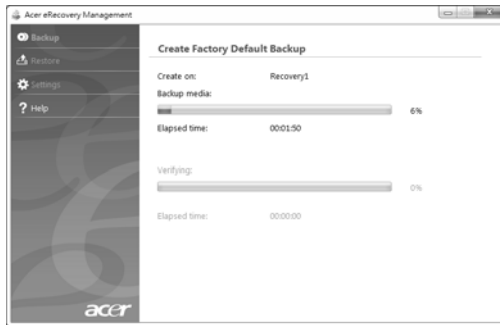 Acer eRecovery Management
Backup
Restore
Settings
? Help
Create Factory Default Backup
Create on: Recovery1
Backup media:
6%
Elapsed time: 00:01:50
Verifying:
0%
Elapsed time: 00:00:00
acer